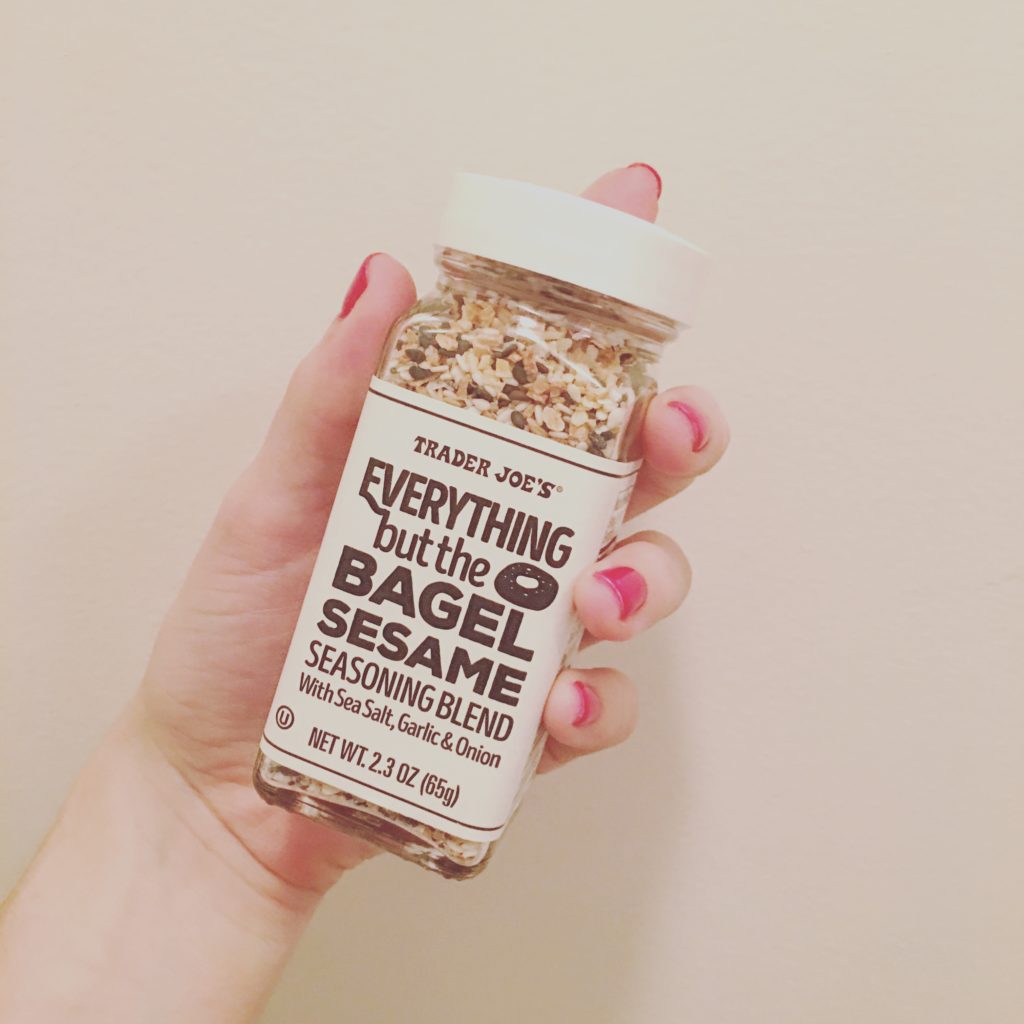 TRADER JOE'S®
EVERYTHING
but the
BAGEL
SESAME
SEASONING BLEND
With Sea Salt, Garlic & Onion
U
NET WT. 2.3 OZ (65g)